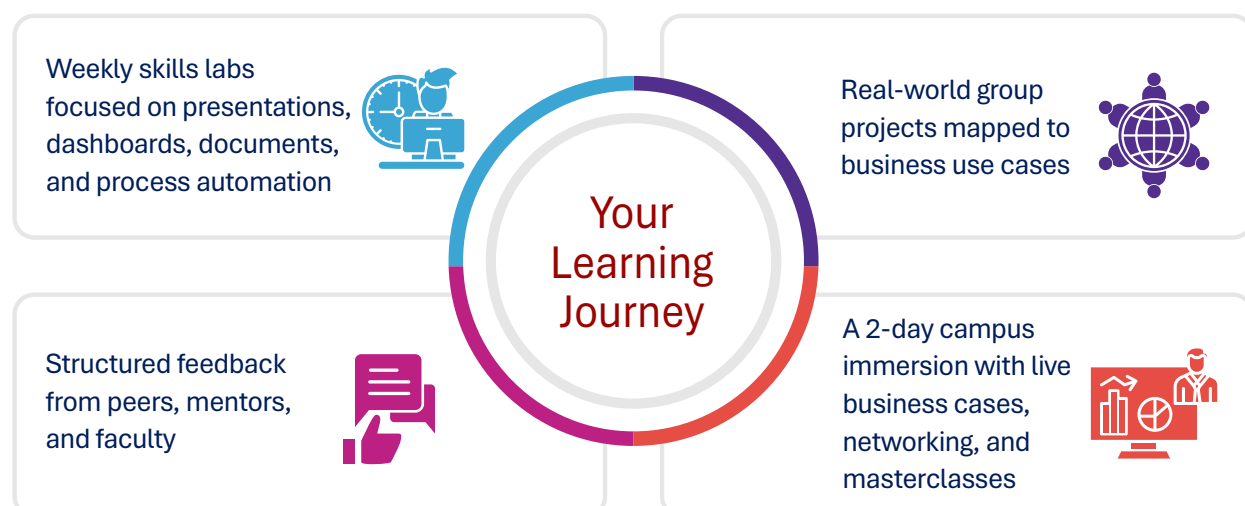 Weekly skills labs
focused on presentations,
dashboards, documents,
and process automation
Real-world group
projects mapped to
business use cases
Your
Learning
Journey
Structured feedback
from peers, mentors,
and faculty
A 2-day campus
immersion with live
business cases,
networking, and
masterclasses